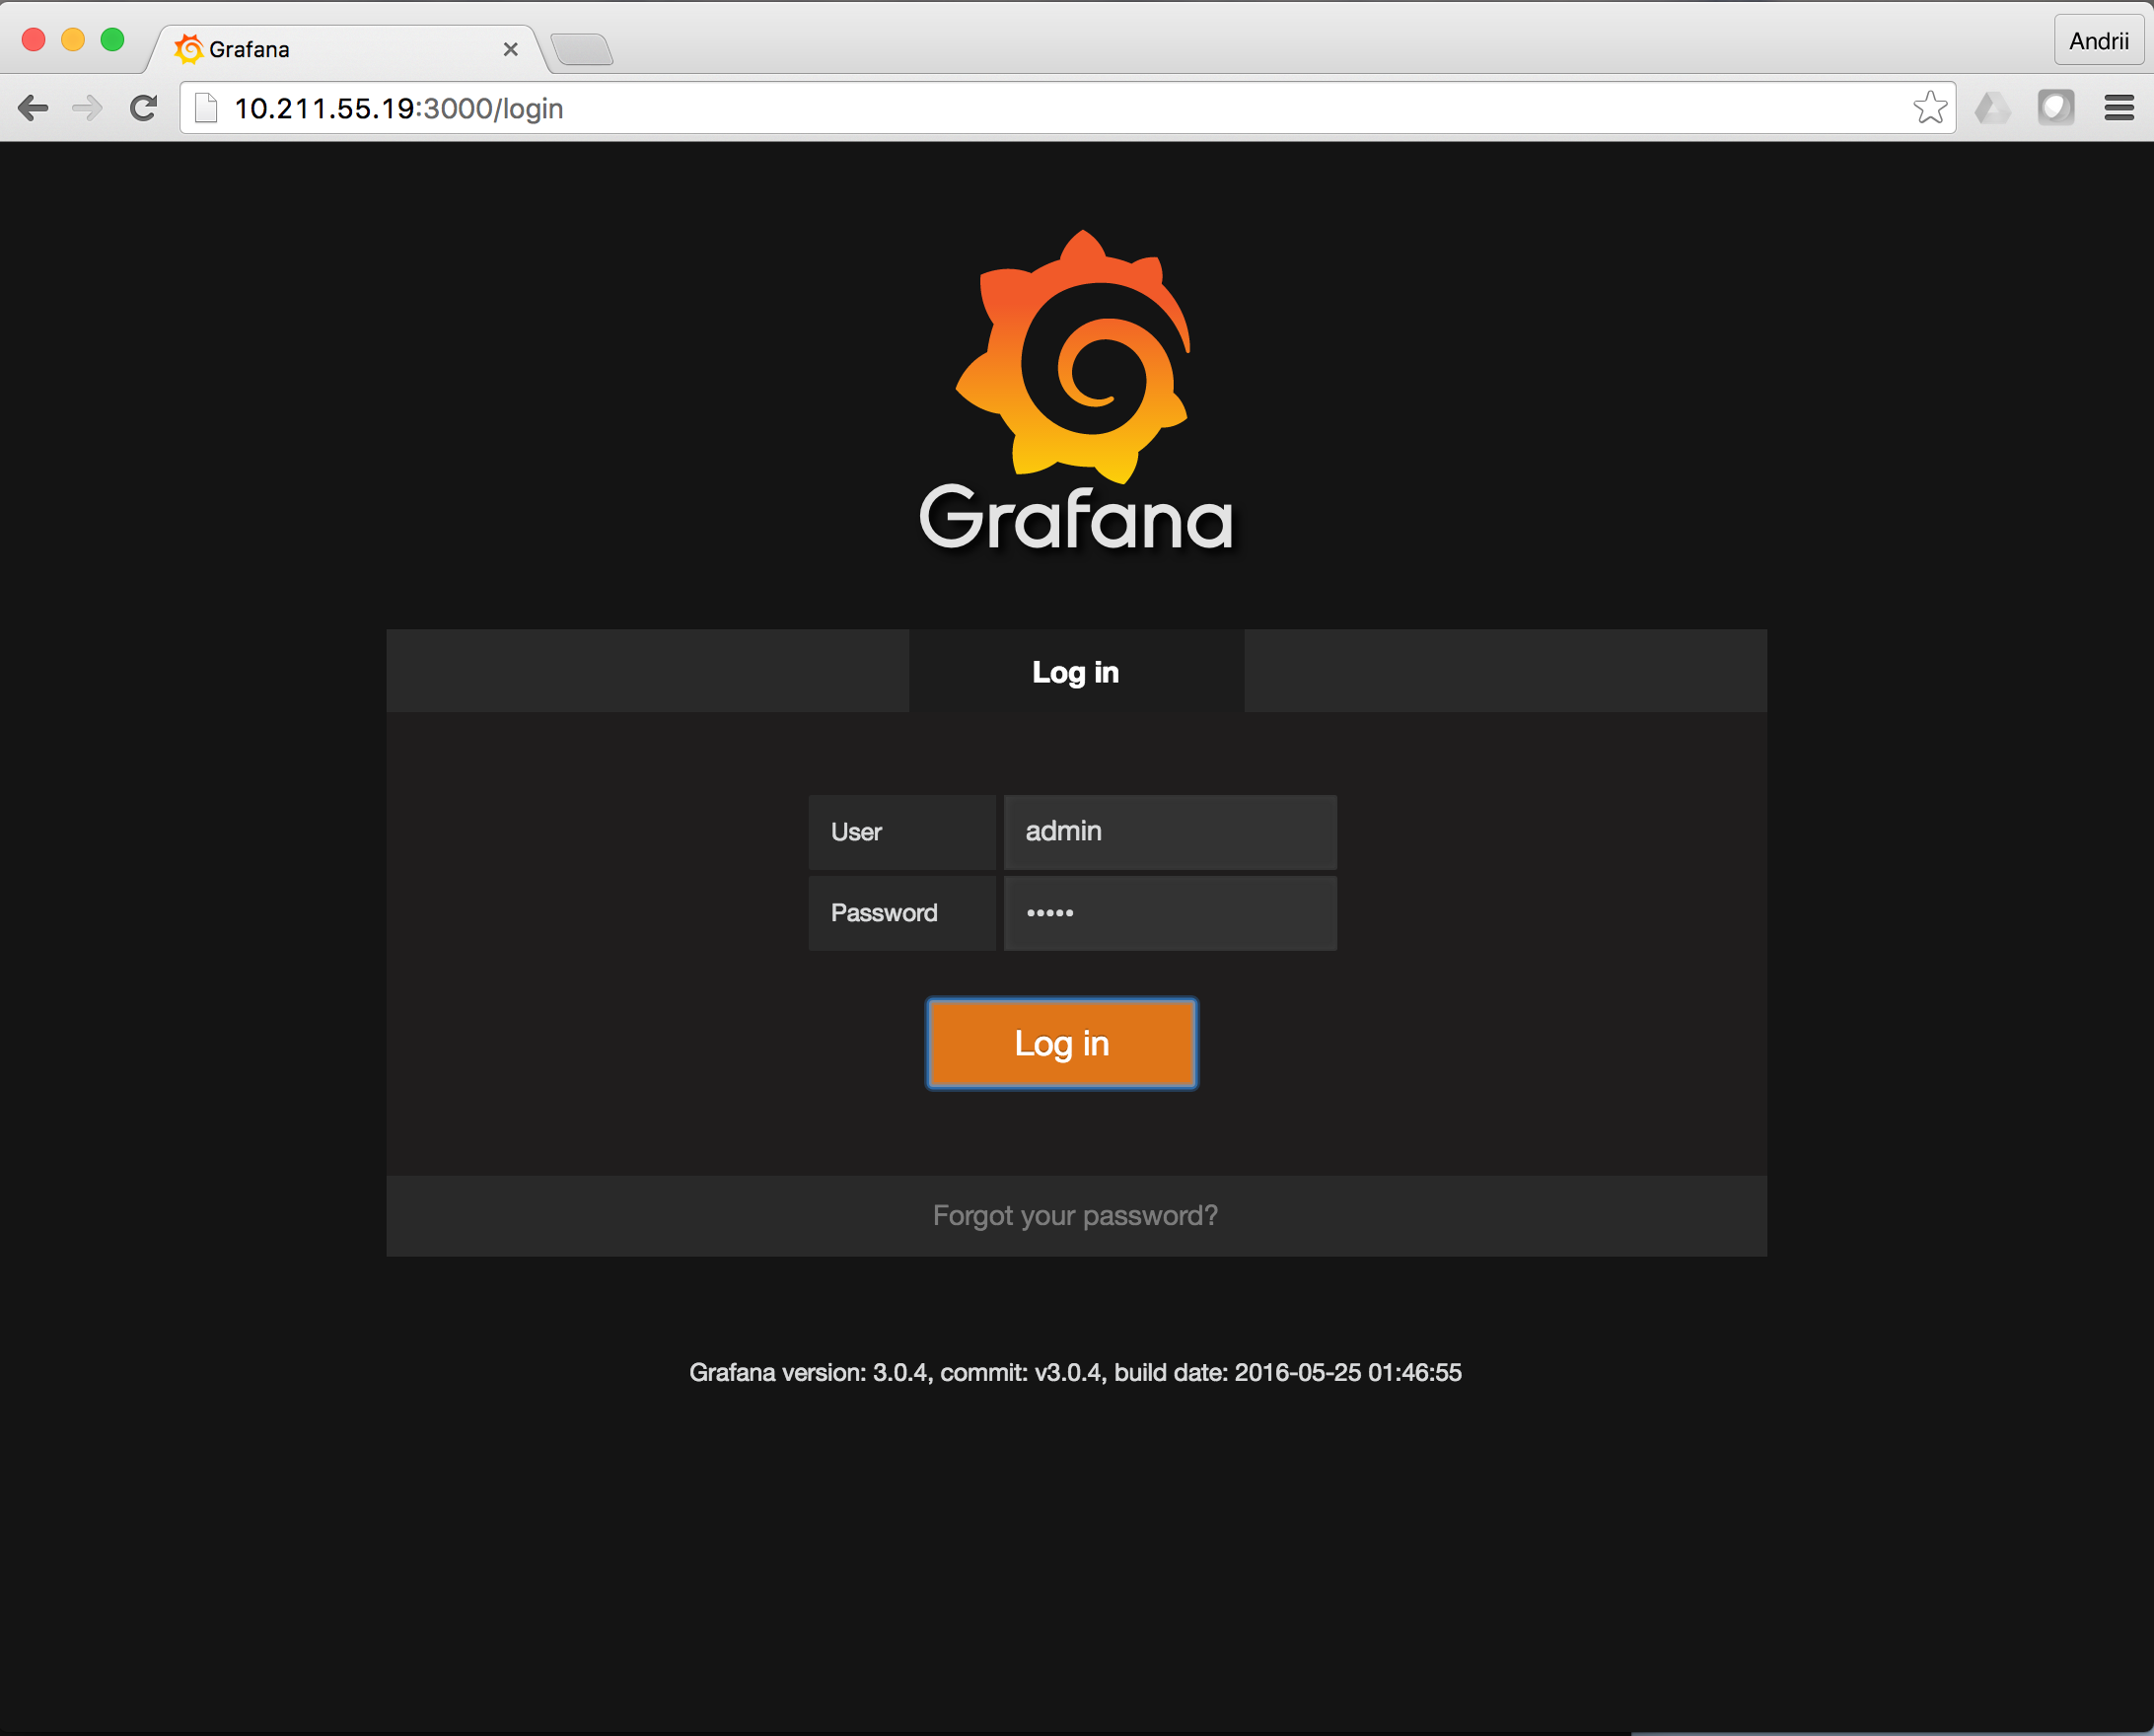 Grafana
Andrii
10.211.55.19:3000/login
Grafana
Log in
User admin
Password •••••
Log in
Forgot your password?
Grafana version: 3.0.4, commit: v3.0.4, build date: 2016-05-25 01:46:55